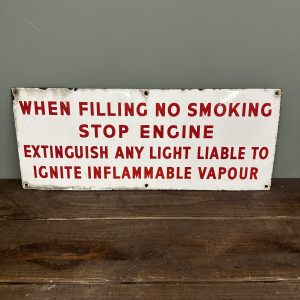 WHEN FILLING NO SMOKING
STOP ENGINE
EXTINGUISH ANY LIGHT LIABLE TO
IGNITE INFLAMMABLE VAPOUR